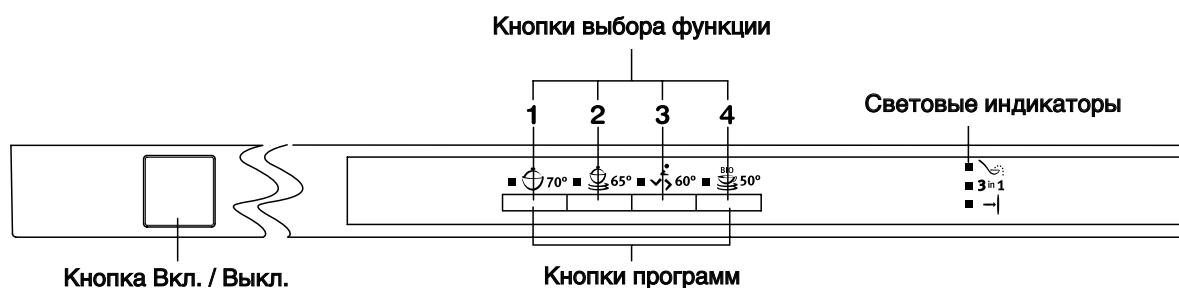 Кнопки выбора функции
1 2 3 4
Световые индикаторы
70° 65° 60° BIO 50°
3 in 1
Кнопка Вкл. / Выкл.
Кнопки программ